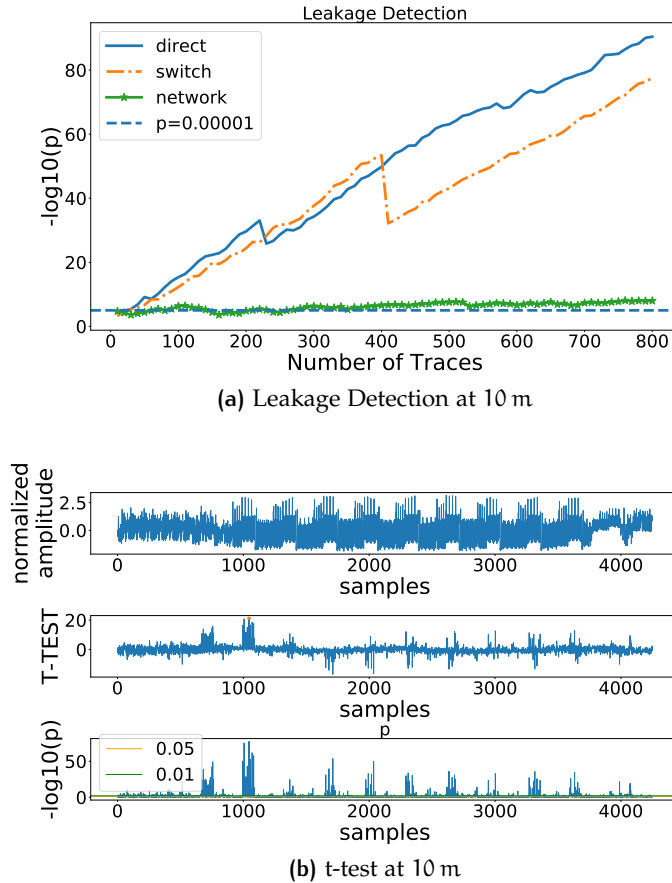 Leakage Detection
direct
switch
network
p=0.00001
-log10(p)
80
60
40
20
0
0 100 200 300 400 500 600 700 800
Number of Traces
(a) Leakage Detection at 10 m
normalized
amplitude
2.5
0.0
0 1000 2000 3000 4000
samples
T-TEST
20
0
0 1000 2000 3000 4000
samples
p
-log10(p)
50
0
0.05
0.01
0 1000 2000 3000 4000
samples
(b) t-test at 10 m